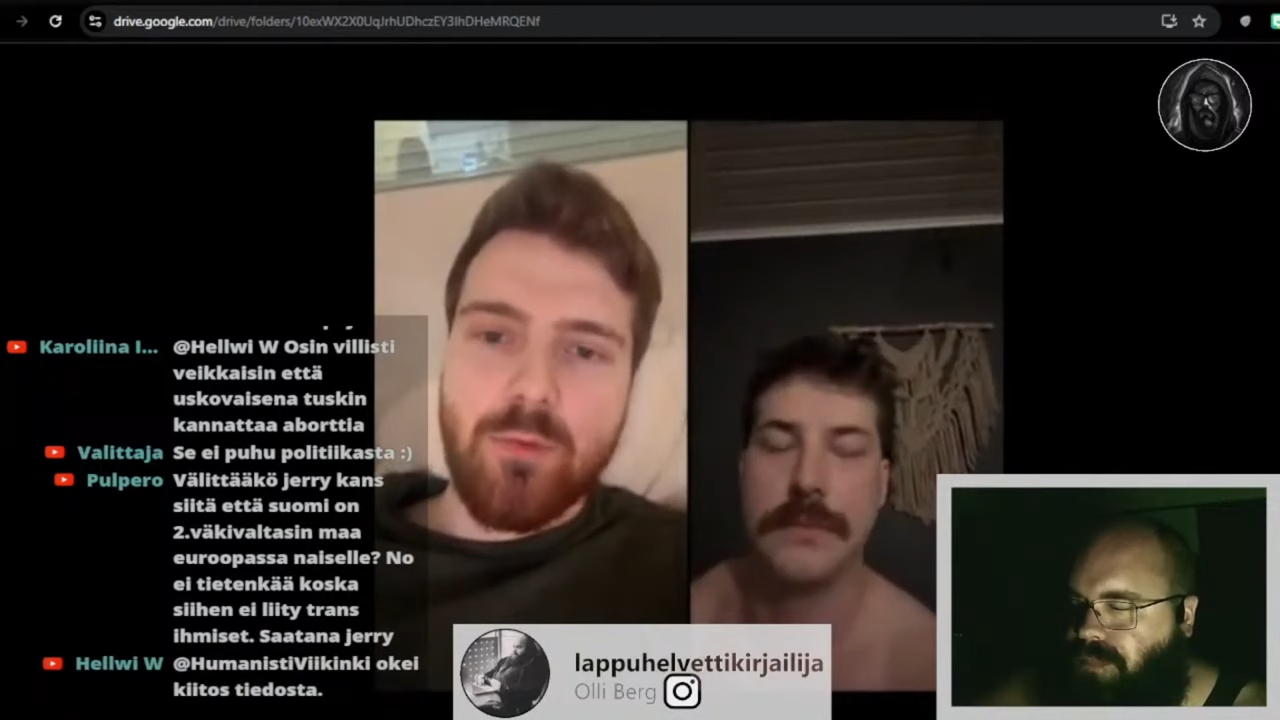 drive.google.com/drive/folders/10exWX2X0UqJrhUDhczEY3IhDHeMRQENf
Karoliina I... @Hellwi W Osin villisti
veikkaisin että
uskovaisena tuskin
kannattaa aborttia
Valittaja Se ei puhu politiikasta :)
Pulpero Välittääkö jerry kans
siitä että suomi on
2.väkivaltasin maa
euroopassa naiselle? No
ei tietenkää koska
siihen ei liity trans
ihmiset. Saatana jerry
Hellwi W @HumanistiViikinki okei
kiitos tiedosta.
lappuhelvettikirjailija
Olli Berg